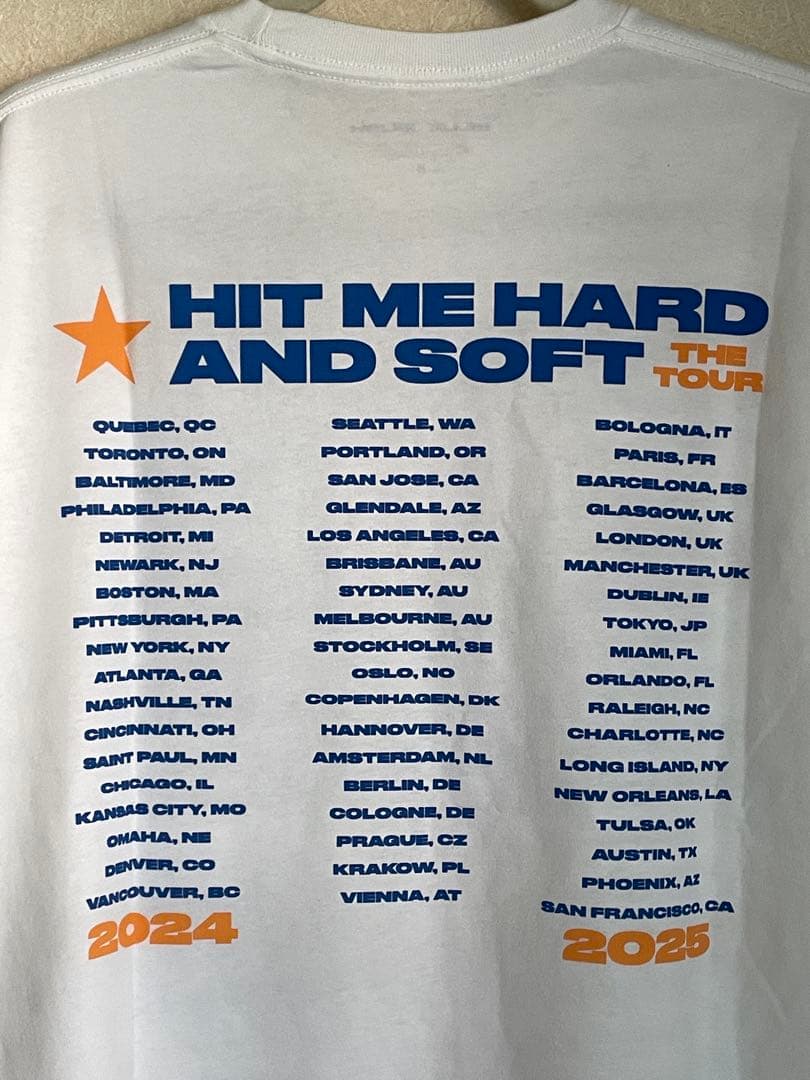 HIT ME HARD
AND SOFT THE TOUR
QUEBEC, QC
TORONTO, ON
BALTIMORE, MD
PHILADELPHIA, PA
DETROIT, MI
NEWARK, NJ
BOSTON, MA
PITTSBURGH, PA
NEW YORK, NY
ATLANTA, GA
NASHVILLE, TN
CINCINNATI, OH
SAINT PAUL, MN
CHICAGO, IL
KANSAS CITY, MO
OMAHA, NE
DENVER, CO
VANCOUVER, BC
2024
SEATTLE, WA
PORTLAND, OR
SAN JOSE, CA
GLENDALE, AZ
LOS ANGELES, CA
BRISBANE, AU
SYDNEY, AU
MELBOURNE, AU
STOCKHOLM, SE
OSLO, NO
COPENHAGEN, DK
HANNOVER, DE
AMSTERDAM, NL
BERLIN, DE
COLOGNE, DE
PRAGUE, CZ
KRAKOW, PL
VIENNA, AT
BOLOGNA, IT
PARIS, FR
BARCELONA, ES
GLASGOW, UK
LONDON, UK
MANCHESTER, UK
DUBLIN, IE
TOKYO, JP
MIAMI, FL
ORLANDO, FL
RALEIGH, NC
CHARLOTTE, NC
LONG ISLAND, NY
NEW ORLEANS, LA
TULSA, OK
AUSTIN, TX
PHOENIX, AZ
SAN FRANCISCO, CA
2025